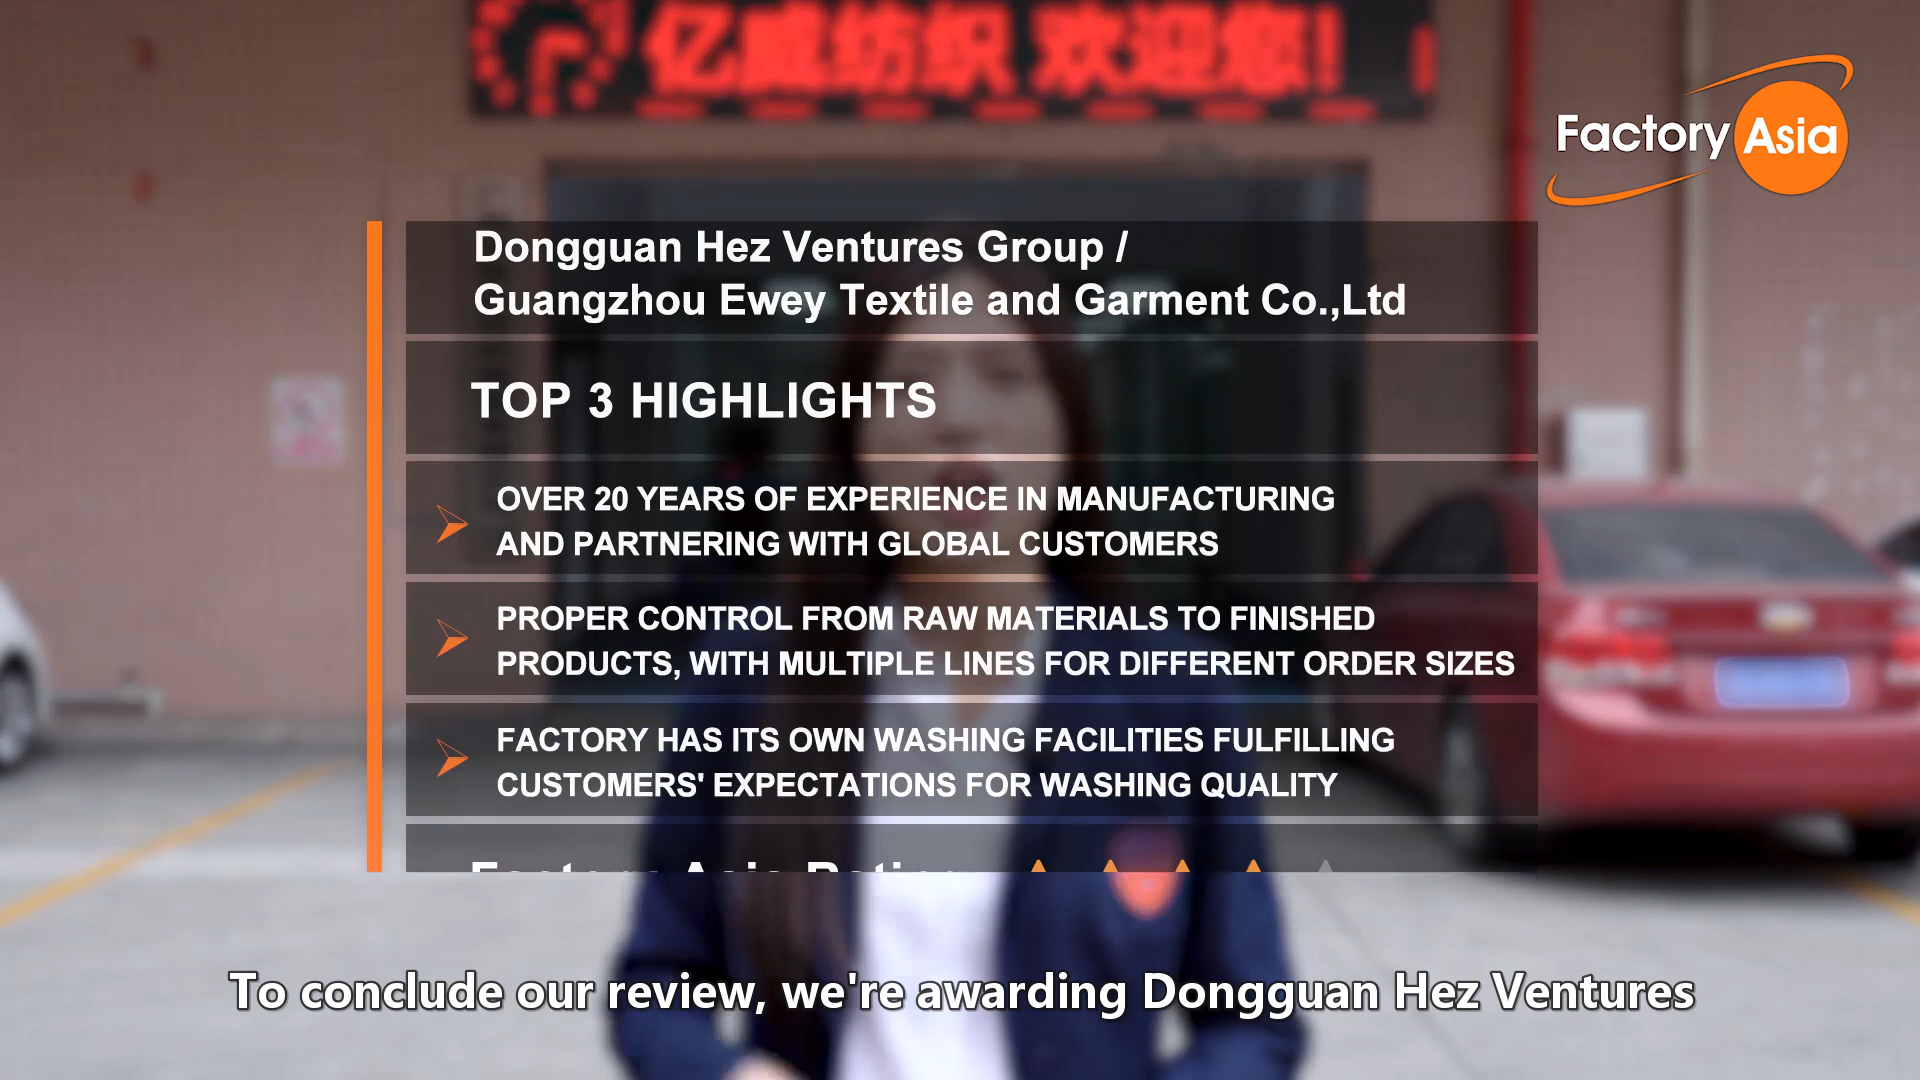 亿威纺织 欢迎您!
Factory Asia
Dongguan Hez Ventures Group /
Guangzhou Ewey Textile and Garment Co.,Ltd
TOP 3 HIGHLIGHTS
OVER 20 YEARS OF EXPERIENCE IN MANUFACTURING
AND PARTNERING WITH GLOBAL CUSTOMERS
PROPER CONTROL FROM RAW MATERIALS TO FINISHED
PRODUCTS, WITH MULTIPLE LINES FOR DIFFERENT ORDER SIZES
FACTORY HAS ITS OWN WASHING FACILITIES FULFILLING
CUSTOMERS' EXPECTATIONS FOR WASHING QUALITY
Factory Asia Rating
To conclude our review, we're awarding Dongguan Hez Ventures